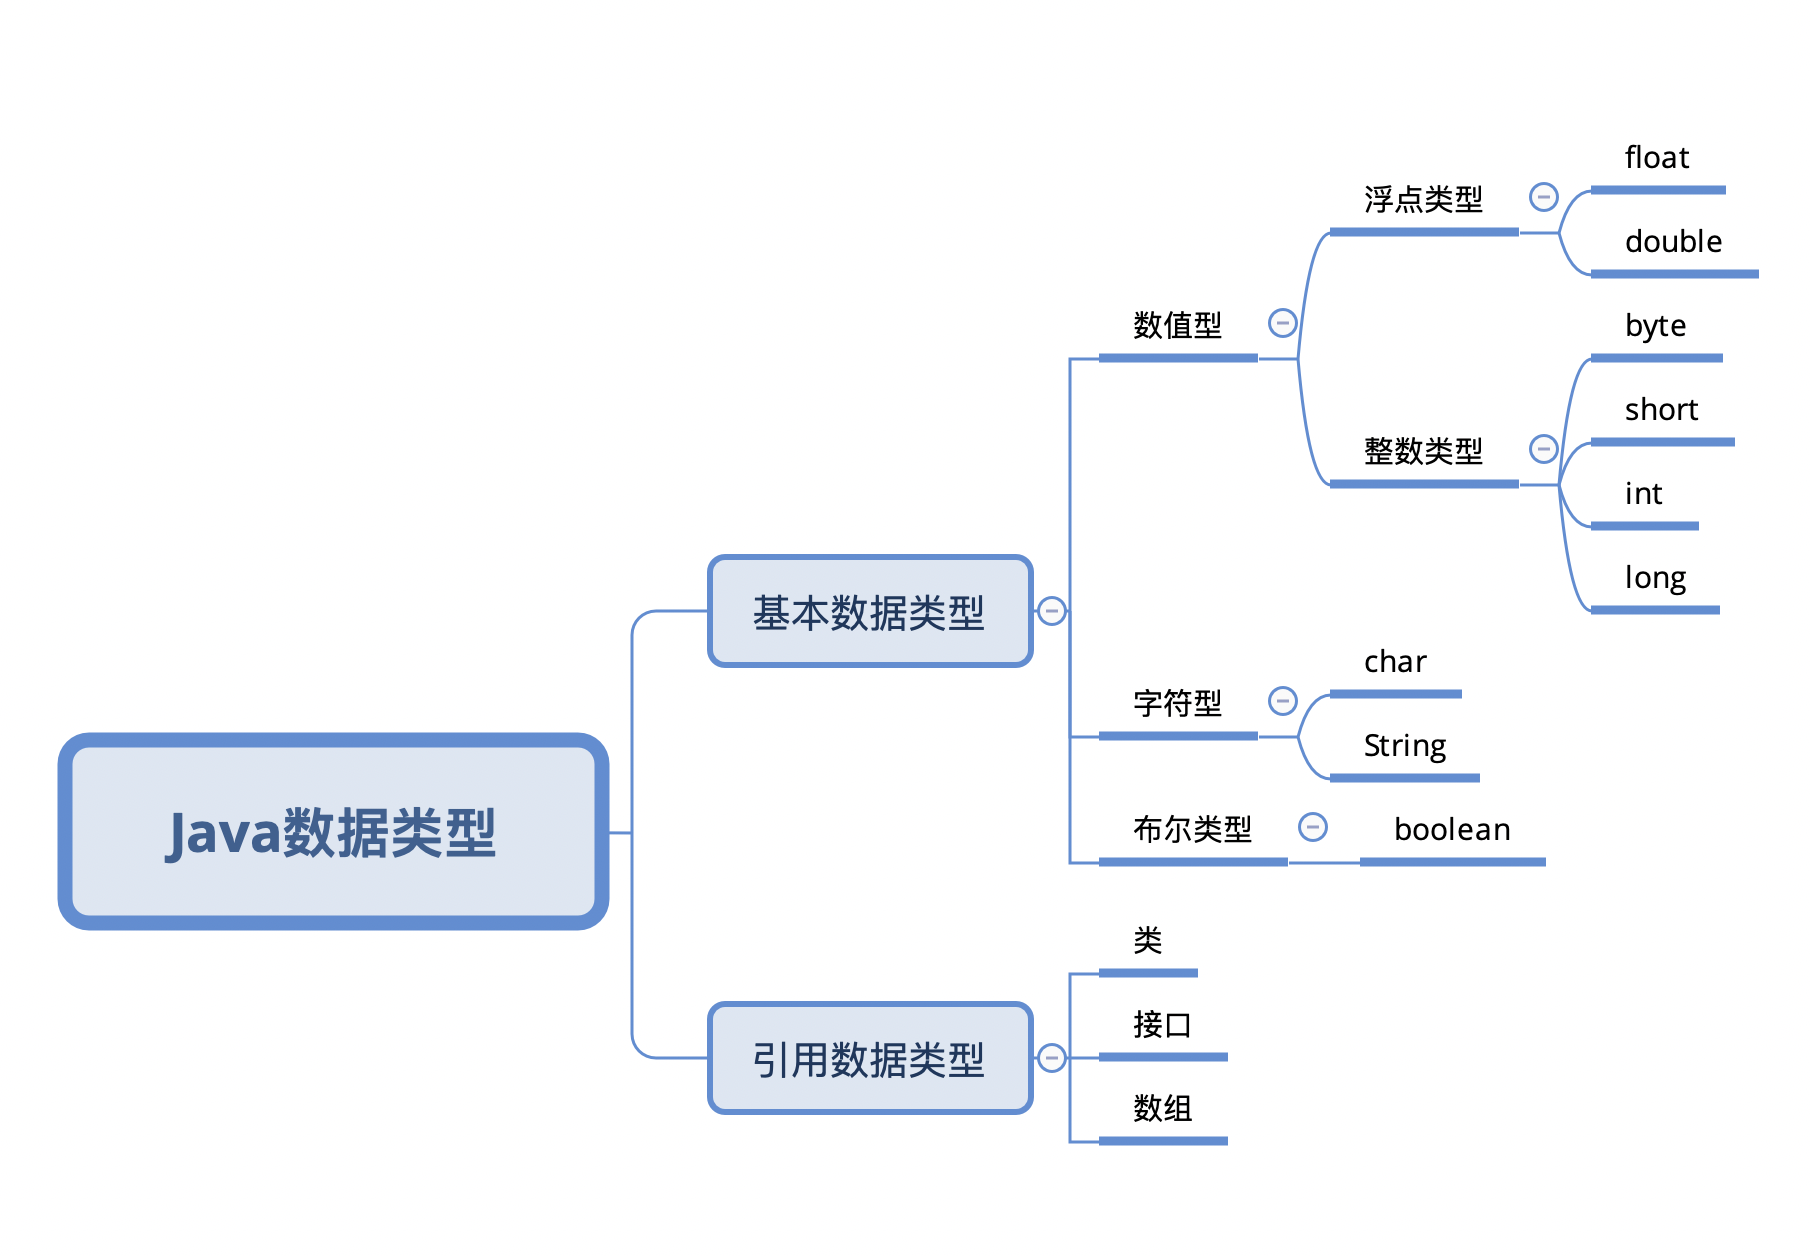 Java数据类型
基本数据类型
数值型
浮点类型
float
double
整数类型
byte
short
int
long
字符型
char
String
布尔类型
boolean
引用数据类型
类
接口
数组